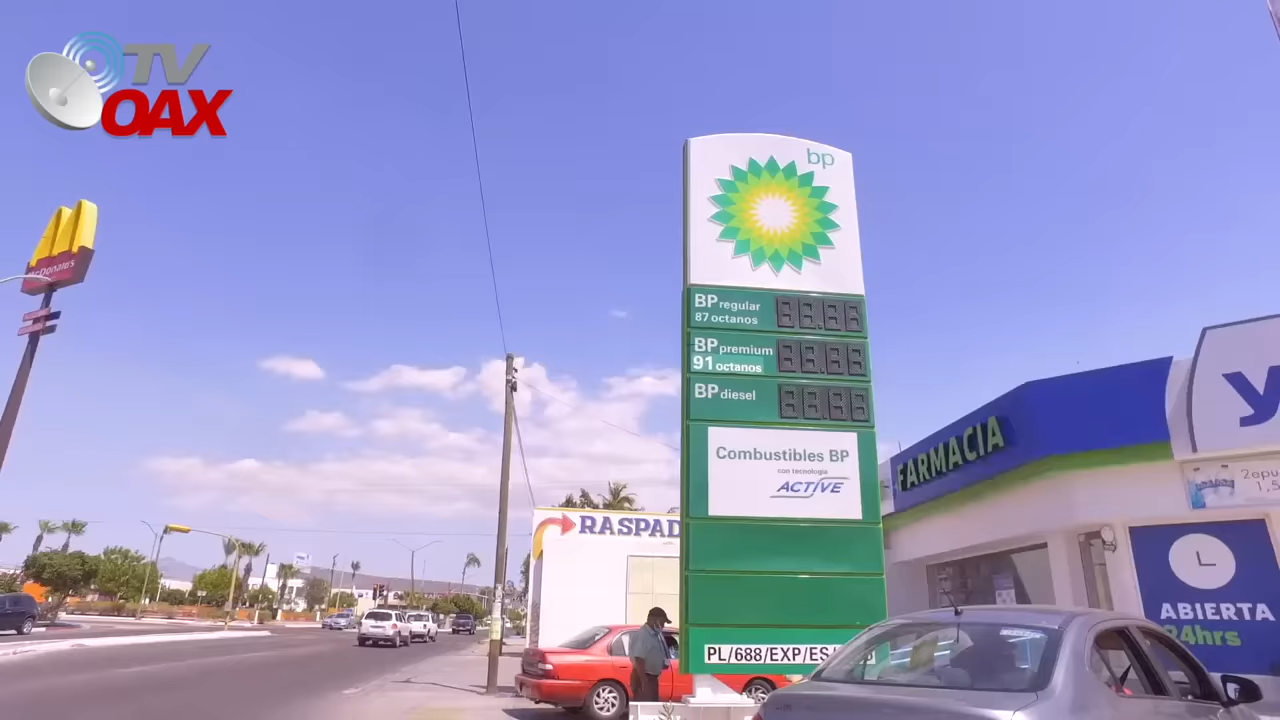 TV
OAX
McDonald's
bp
BP regular
87 octanos
BP premium
91 octanos
BP diesel
Combustibles BP
con tecnología
ACTIVE
RASPAD
FARMACIA
ABIERTA
24hrs
PL/688/EXP/ES/